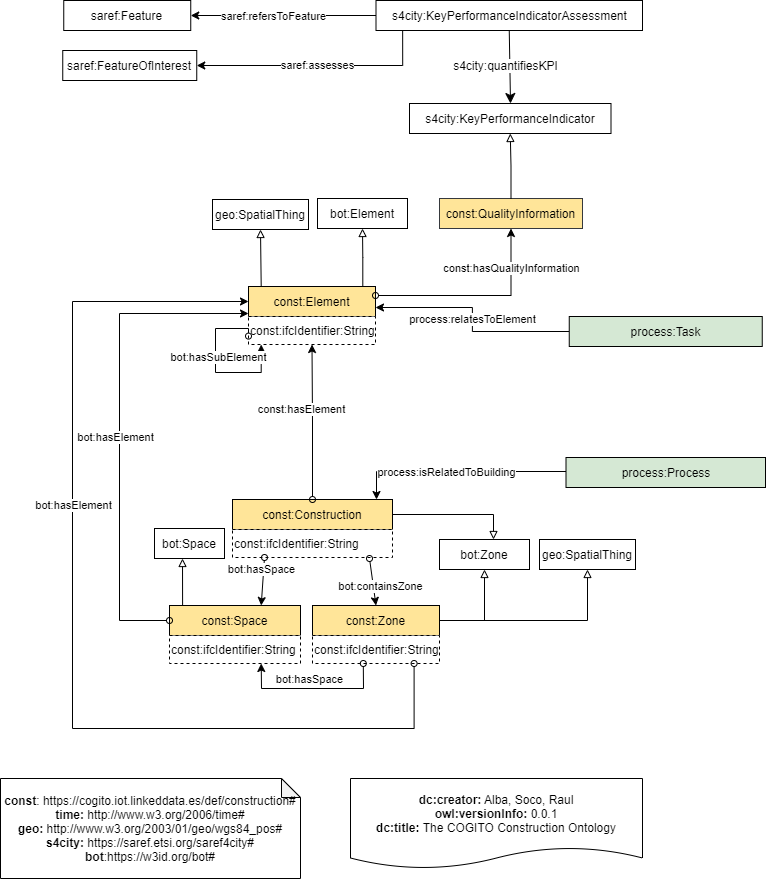 saref:Feature
saref:refersToFeature
s4city:KeyPerformanceIndicatorAssessment
saref:FeatureOfInterest
saref:assesses
s4city:quantifiesKPI
s4city:KeyPerformanceIndicator
geo:SpatialThing
bot:Element
const:QualityInformation
const:hasQualityInformation
const:Element
process:relatesToElement
const:ifcIdentifier:String
process:Task
bot:hasSubElement
const:hasElement
bot:hasElement
process:isRelatedToBuilding
process:Process
bot:hasElement
const:Construction
bot:Space
const:ifcIdentifier:String
bot:Zone
geo:SpatialThing
bot:hasSpace
bot:containsZone
const:Space
const:Zone
const:ifcIdentifier:String
const:ifcIdentifier:String
bot:hasSpace
const: https://cogito.iot.linkeddata.es/def/construction#
time: http://www.w3.org/2006/time#
geo: http://www.w3.org/2003/01/geo/wgs84_pos#
s4city: https://saref.etsi.org/saref4city#
bot:https://w3id.org/bot#
dc:creator: Alba, Soco, Raul
owl:versionInfo: 0.0.1
dc:title: The COGITO Construction Ontology